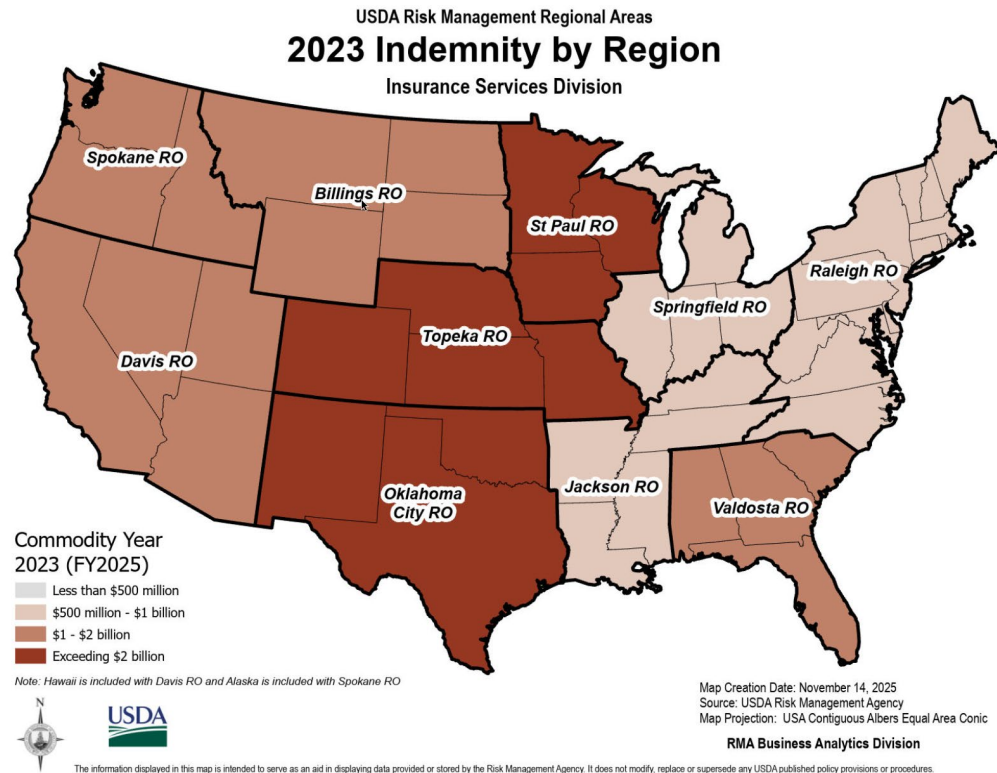 USDA Risk Management Regional Areas
2023 Indemnity by Region
Insurance Services Division
Spokane RO
Billings RO
St Paul RO
Raleigh RO
Springfield RO
Topeka RO
Davis RO
Oklahoma
City RO
Jackson RO
Valdosta RO
Commodity Year
2023 (FY2025)
Less than $500 million
$500 million - $1 billion
$1 - $2 billion
Exceeding $2 billion
Note: Hawaii is included with Davis RO and Alaska is included with Spokane RO
N
USDA
Map Creation Date: November 14, 2025
Source: USDA Risk Management Agency
Map Projection: USA Contiguous Albers Equal Area Conic
RMA Business Analytics Division
The information displayed in this map is intended to serve as an aid in displaying data provided or stored by the Risk Management Agency. It does not modify, replace or supersede any USDA published policy provisions or procedures.